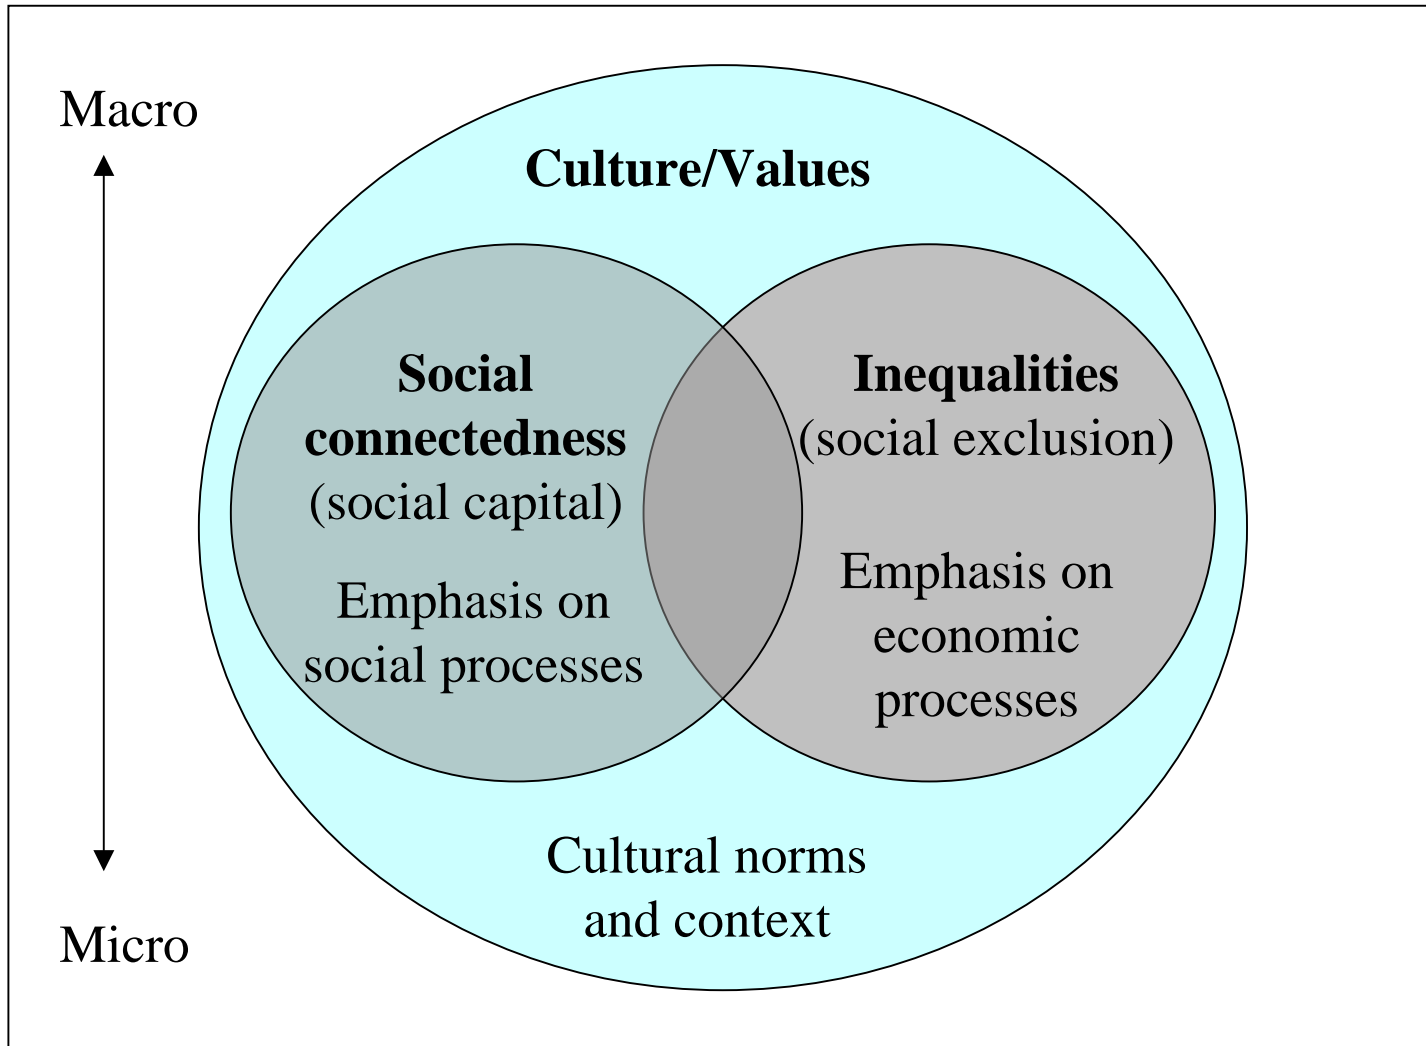 Macro
Culture/Values
Social
connectedness
(social capital)
Emphasis on
social processes
Inequalities
(social exclusion)
Emphasis on
economic
processes
Cultural norms
and context
Micro